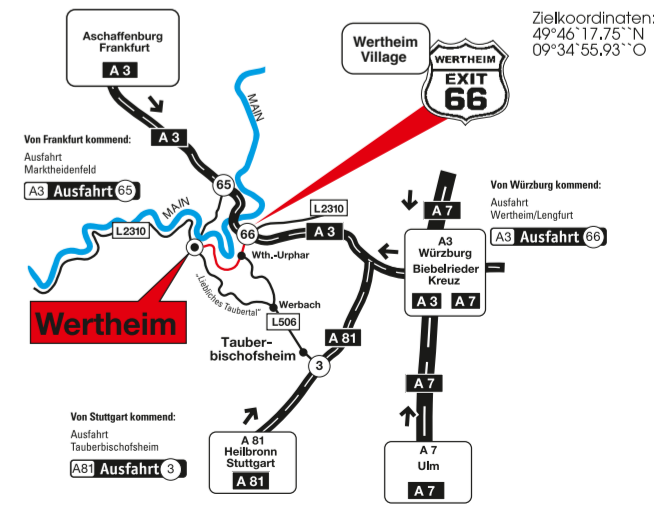 Aschaffenburg
Frankfurt
A 3
Wertheim
Village
WERTHEIM
EXIT
66
Zielkoordinaten:
49°46`17.75``N
09°34`55.93``O
MAIN
A 3
Von Frankfurt kommend:
Ausfahrt
Marktheidenfeld
A3 Ausfahrt 65
65
MAIN
L2310
L2310
66
A 3
Wth.-Urphar
„Liebliches Taubertal"
Wertheim
Werbach
L506
Tauber-
bischofsheim
3
A 81
Von Würzburg kommend:
Ausfahrt
Wertheim/Lengfurt
A3 Ausfahrt 66
A 7
A3
Würzburg
Biebelrieder
Kreuz
A 3 A 7
A 7
Von Stuttgart kommend:
Ausfahrt
Tauberbischofsheim
A81 Ausfahrt 3
A 81
Heilbronn
Stuttgart
A 81
A 7
Ulm
A 7